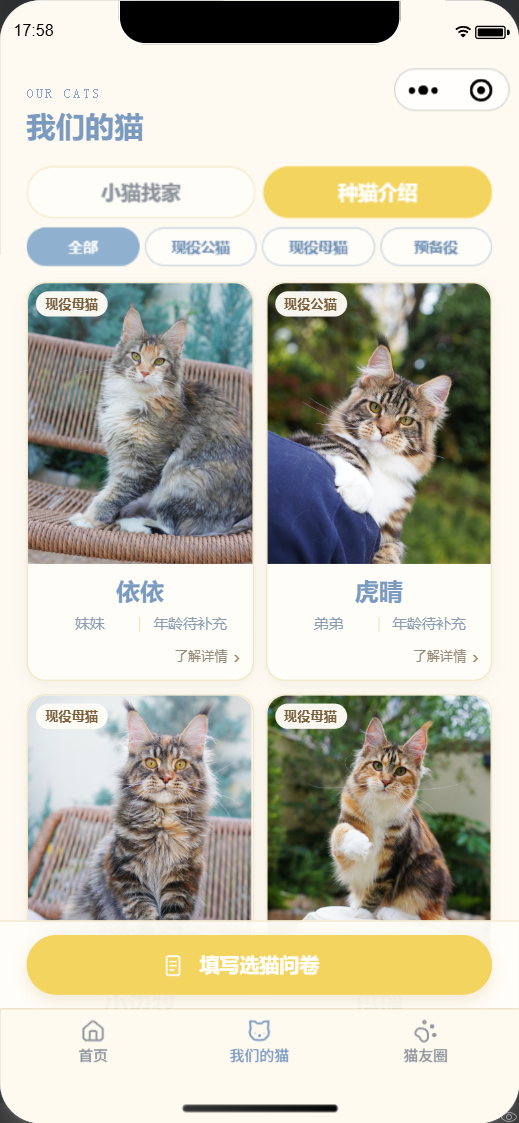 17:58
OUR CATS
我们的猫
小猫找家
种猫介绍
全部
现役公猫
现役母猫
预备役
现役母猫
现役公猫
依依
虎晴
妹妹
年龄待补充
弟弟
年龄待补充
了解详情 ›
了解详情 ›
现役母猫
现役母猫
填写选猫问卷
首页
我们的猫
猫友圈